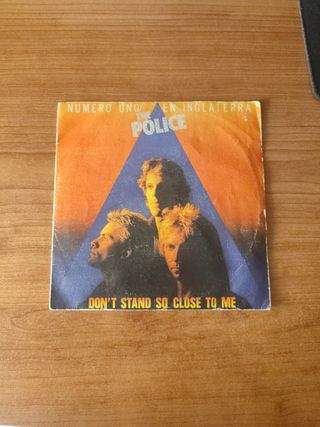 NUMERO UNO/ EN INGLATERRA
THE
POLICE
DON'T STAND SO CLOSE TO ME